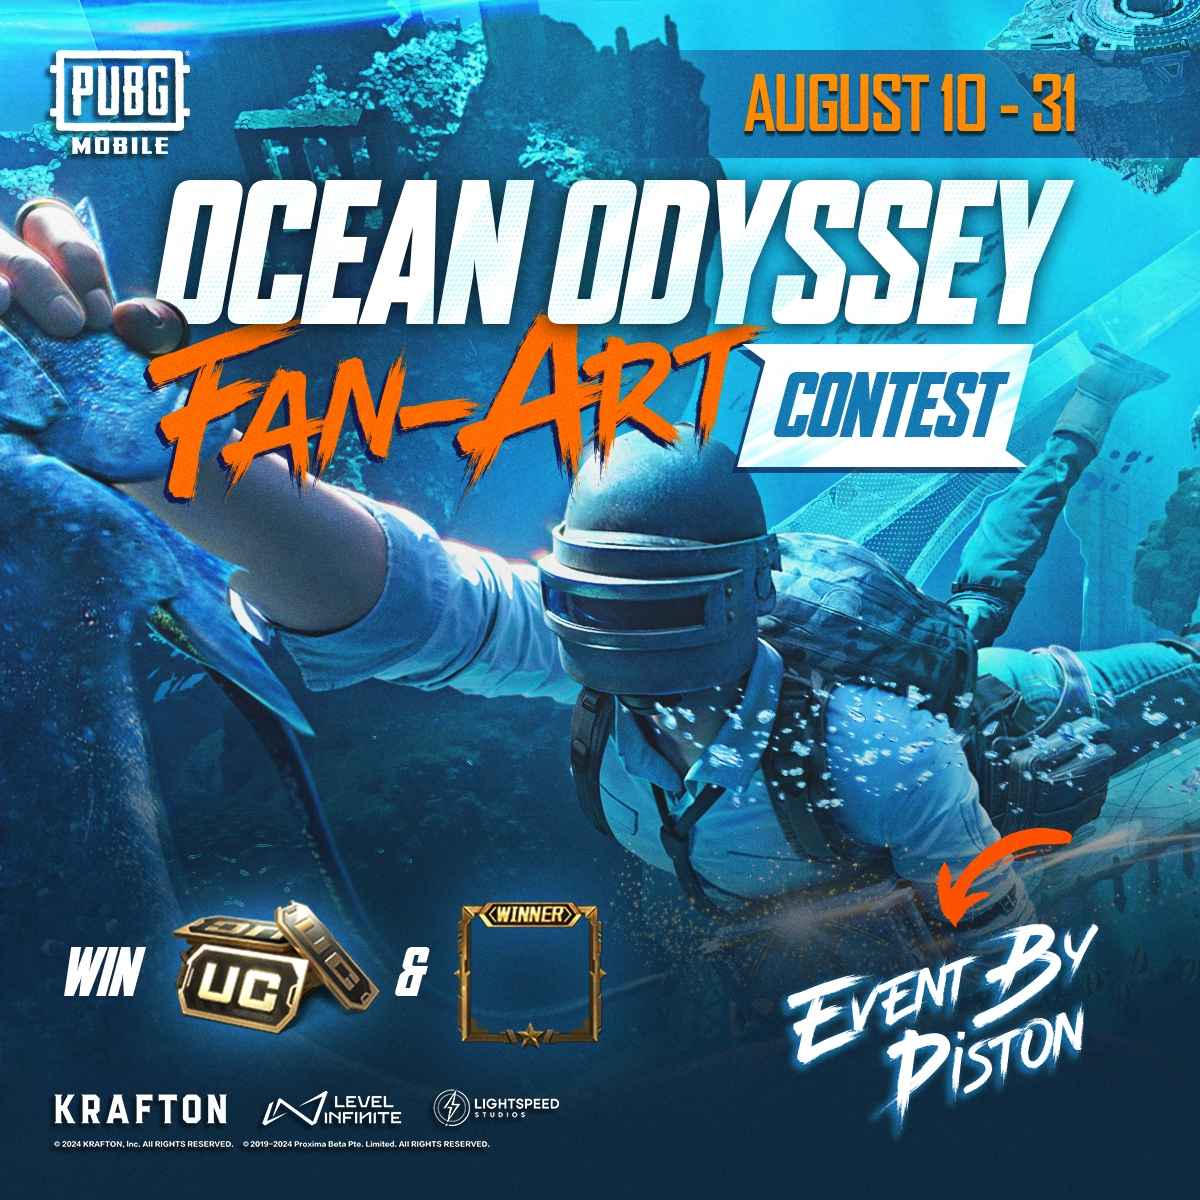 PUBG
MOBILE
AUGUST 10 - 31
OCEAN ODYSSEY
FAN-ART
CONTEST
WINNER
WIN
UC
&
EVENT BY
PISTON
KRAFTON
LEVEL
INFINITE
LIGHTSPEED
STUDIOS
© 2024 KRAFTON, Inc. All RIGHTS RESERVED. © 2019-2024 Proxima Beta Pte. Limited. All RIGHTS RESERVED.